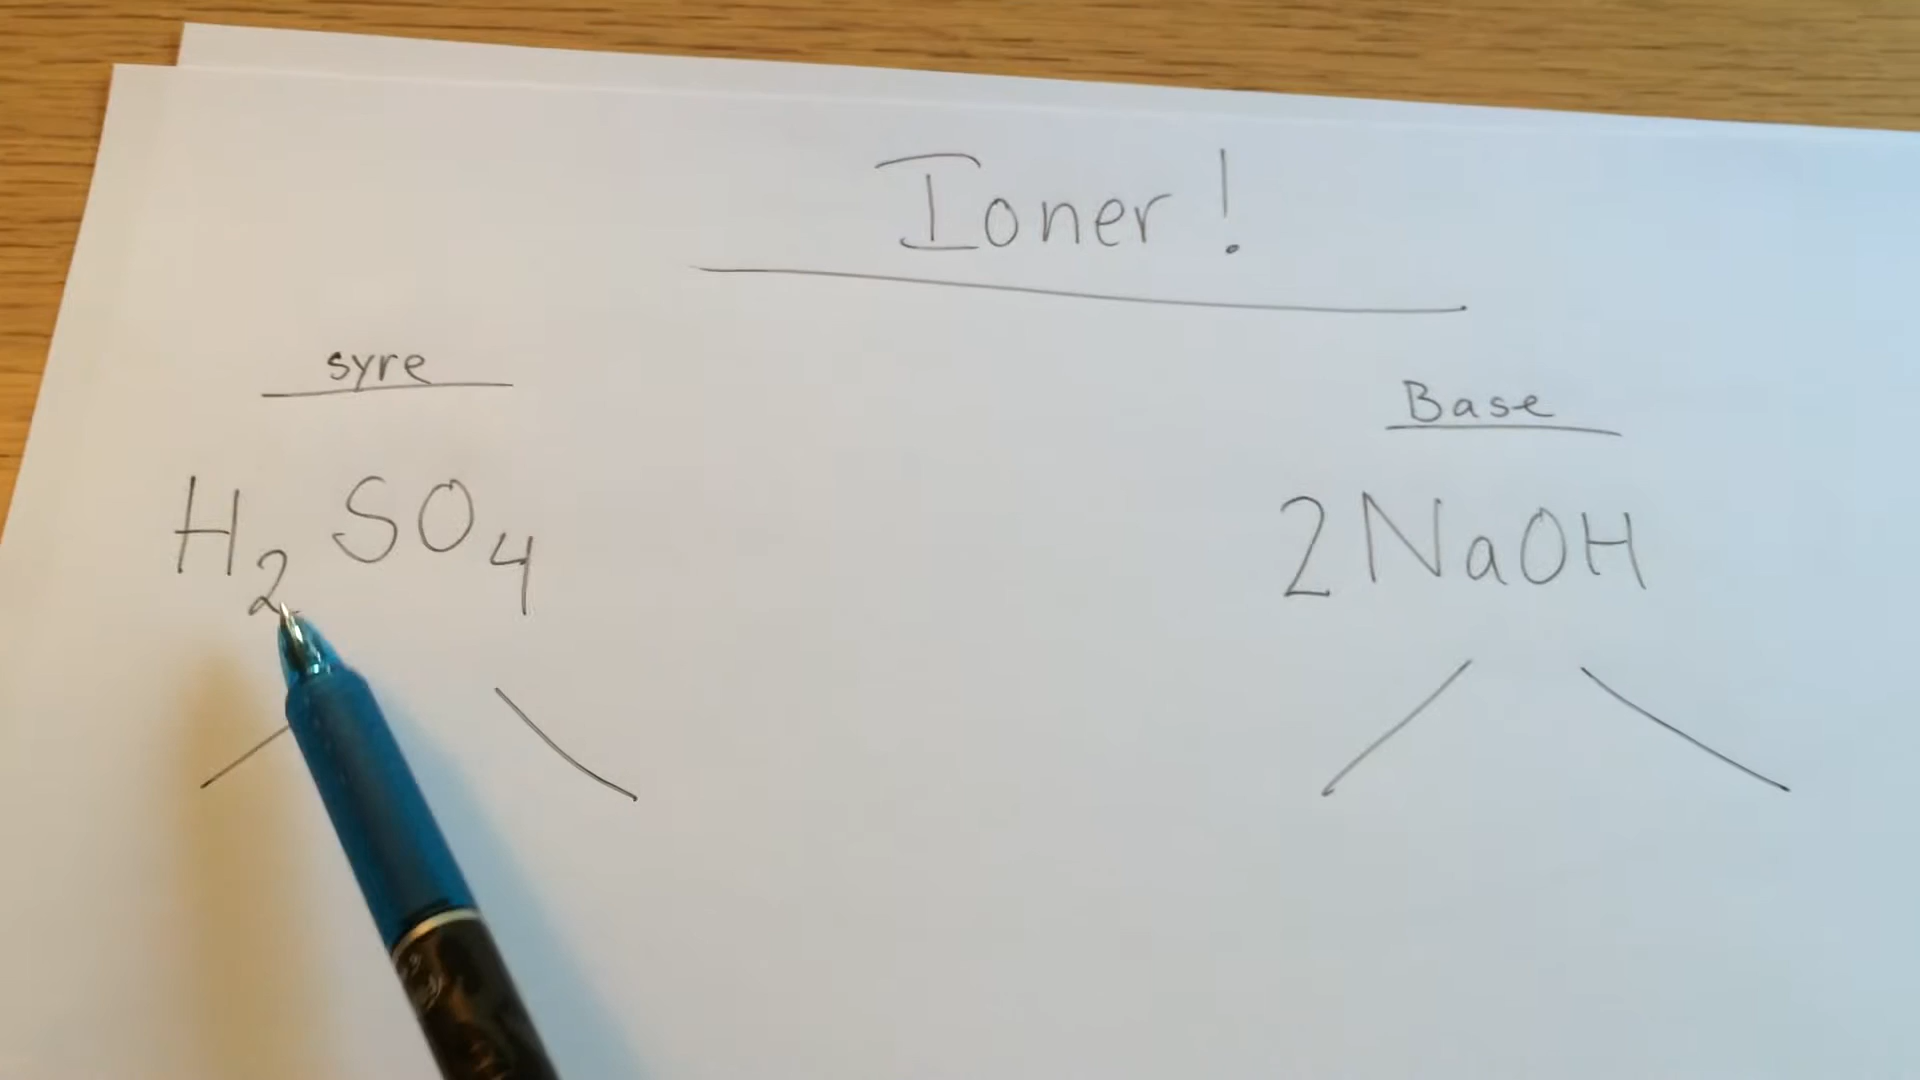 Ioner!
syre
Base
H₂SO₄
2NaOH